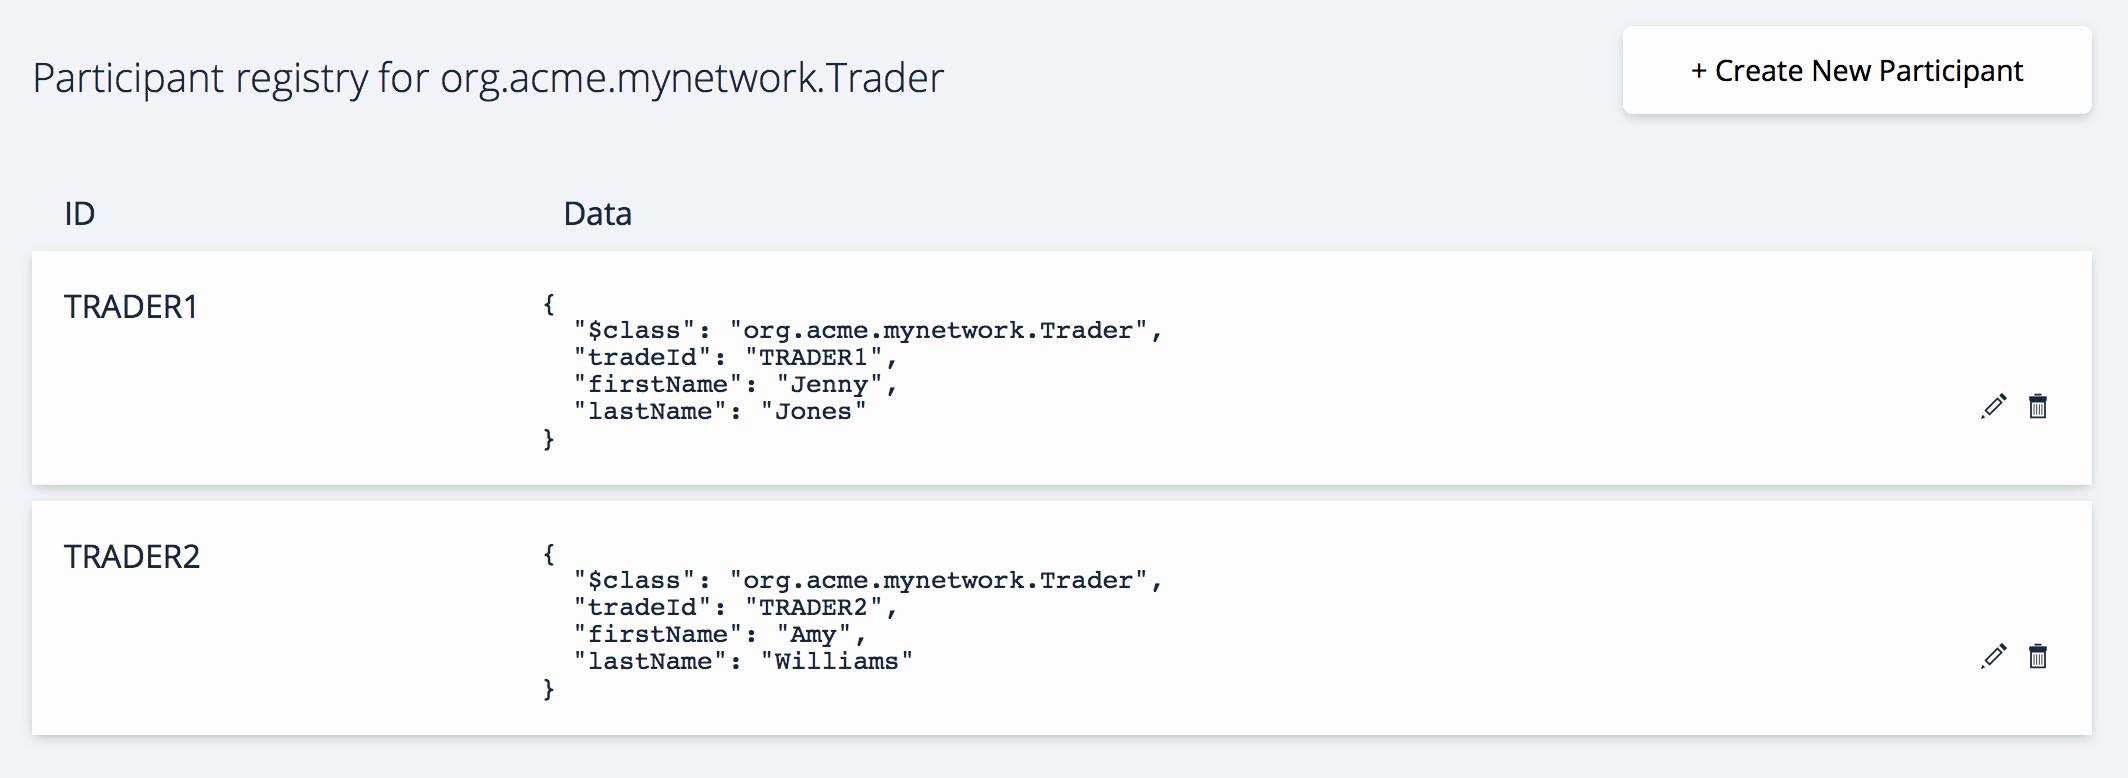 Participant registry for org.acme.mynetwork.Trader
+ Create New Participant
ID Data
TRADER1
{
"$class": "org.acme.mynetwork.Trader",
"tradeId": "TRADER1",
"firstName": "Jenny",
"lastName": "Jones"
}
TRADER2
{
"$class": "org.acme.mynetwork.Trader",
"tradeId": "TRADER2",
"firstName": "Amy",
"lastName": "Williams"
}